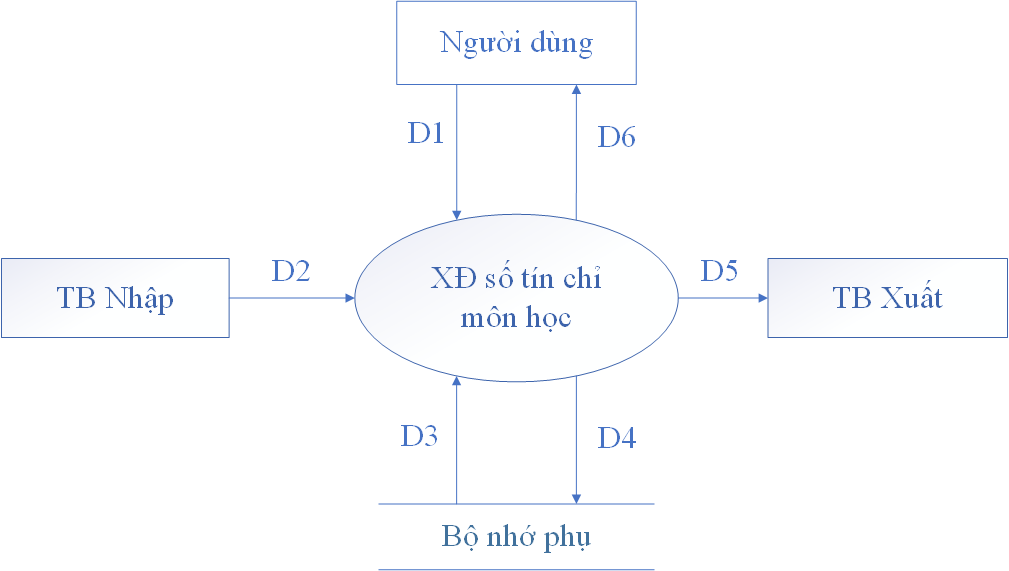 Người dùng
D1
D6
TB Nhập
D2
XĐ số tín chỉ
môn học
D5
TB Xuất
D3
D4
Bộ nhớ phụ